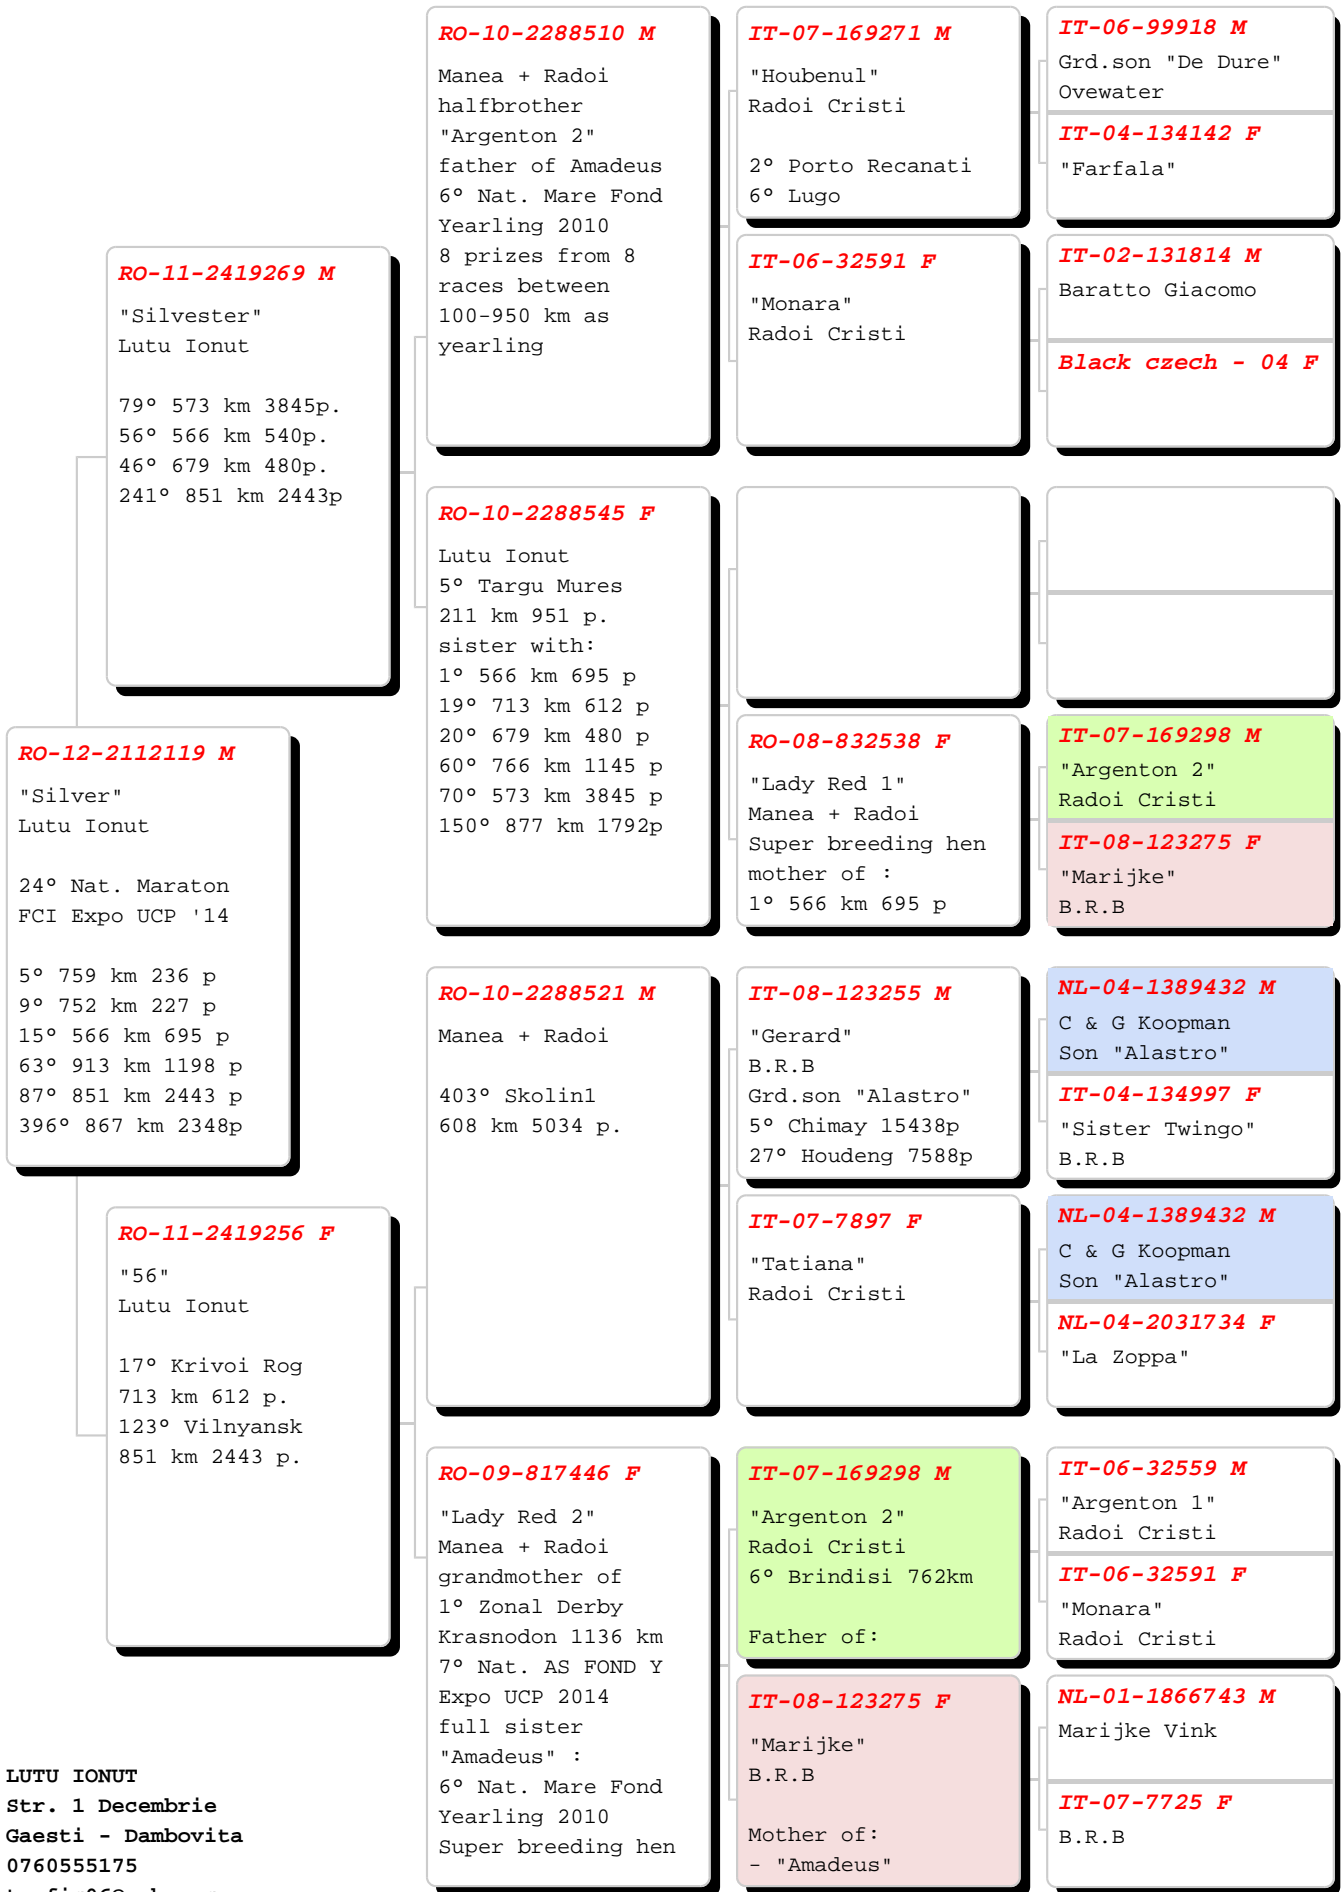 RO-12-2112119 M
"Silver"
Lutu Ionut
24° Nat. Maraton
FCI Expo UCP '14
5° 759 km 236 p
9° 752 km 227 p
15° 566 km 695 p
63° 913 km 1198 p
87° 851 km 2443 p
396° 867 km 2348p
RO-11-2419269 M
"Silvester"
Lutu Ionut
79° 573 km 3845p.
56° 566 km 540p.
46° 679 km 480p.
241° 851 km 2443p
RO-11-2419256 F
"56"
Lutu Ionut
17° Krivoi Rog
713 km 612 p.
123° Vilnyansk
851 km 2443 p.
RO-10-2288510 M
Manea + Radoi
halfbrother
"Argenton 2"
father of Amadeus
6° Nat. Mare Fond
Yearling 2010
8 prizes from 8
races between
100-950 km as
yearling
RO-10-2288545 F
Lutu Ionut
5° Targu Mures
211 km 951 p.
sister with:
1° 566 km 695 p
19° 713 km 612 p
20° 679 km 480 p
60° 766 km 1145 p
70° 573 km 3845 p
150° 877 km 1792p
RO-10-2288521 M
Manea + Radoi
403° Skolin1
608 km 5034 p.
RO-09-817446 F
"Lady Red 2"
Manea + Radoi
grandmother of
1° Zonal Derby
Krasnodon 1136 km
7° Nat. AS FOND Y
Expo UCP 2014
full sister
"Amadeus" :
6° Nat. Mare Fond
Yearling 2010
Super breeding hen
IT-07-169271 M
"Houbenul"
Radoi Cristi
2° Porto Recanati
6° Lugo
IT-06-32591 F
"Monara"
Radoi Cristi
RO-08-832538 F
"Lady Red 1"
Manea + Radoi
Super breeding hen
mother of :
1° 566 km 695 p
IT-08-123255 M
"Gerard"
B.R.B
Grd.son "Alastro"
5° Chimay 15438p
27° Houdeng 7588p
IT-07-7897 F
"Tatiana"
Radoi Cristi
IT-07-169298 M
"Argenton 2"
Radoi Cristi
6° Brindisi 762km
Father of:
IT-08-123275 F
"Marijke"
B.R.B
Mother of:
- "Amadeus"
IT-06-99918 M
Grd.son "De Dure"
Ovewater
IT-04-134142 F
"Farfala"
IT-02-131814 M
Baratto Giacomo
Black czech - 04 F
IT-07-169298 M
"Argenton 2"
Radoi Cristi
IT-08-123275 F
"Marijke"
B.R.B
NL-04-1389432 M
C & G Koopman
Son "Alastro"
IT-04-134997 F
"Sister Twingo"
B.R.B
NL-04-1389432 M
C & G Koopman
Son "Alastro"
NL-04-2031734 F
"La Zoppa"
IT-06-32559 M
"Argenton 1"
Radoi Cristi
IT-06-32591 F
"Monara"
Radoi Cristi
NL-01-1866743 M
Marijke Vink
IT-07-7725 F
B.R.B
LUTU IONUT
Str. 1 Decembrie
Gaesti - Dambovita
0760555175